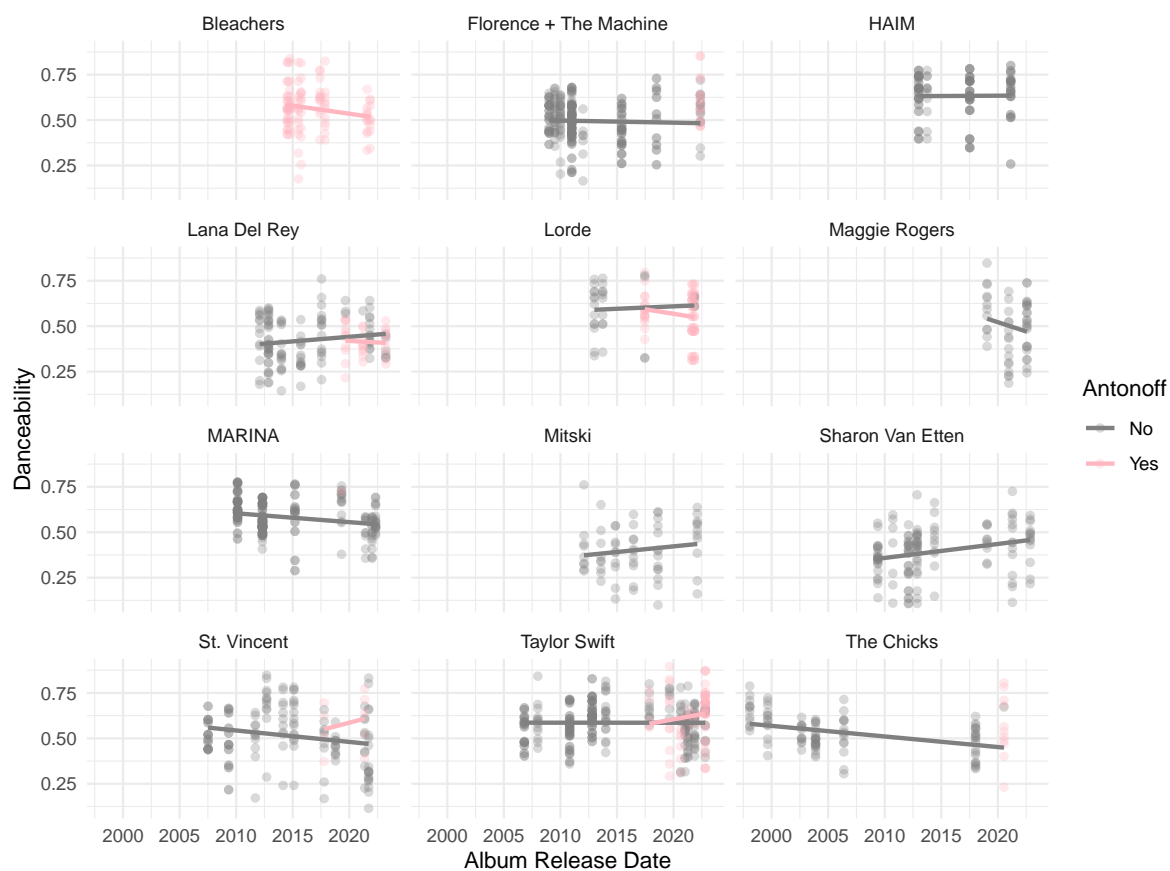 Bleachers Florence + The Machine HAIM
0.75
0.50
0.25
Lana Del Rey Lorde Maggie Rogers
0.75
0.50
0.25
MARINA Mitski Sharon Van Etten
0.75
0.50
0.25
St. Vincent Taylor Swift The Chicks
0.75
0.50
0.25
2000 2005 2010 2015 2020 2000 2005 2010 2015 2020 2000 2005 2010 2015 2020
Album Release Date
Danceability
Antonoff
No
Yes